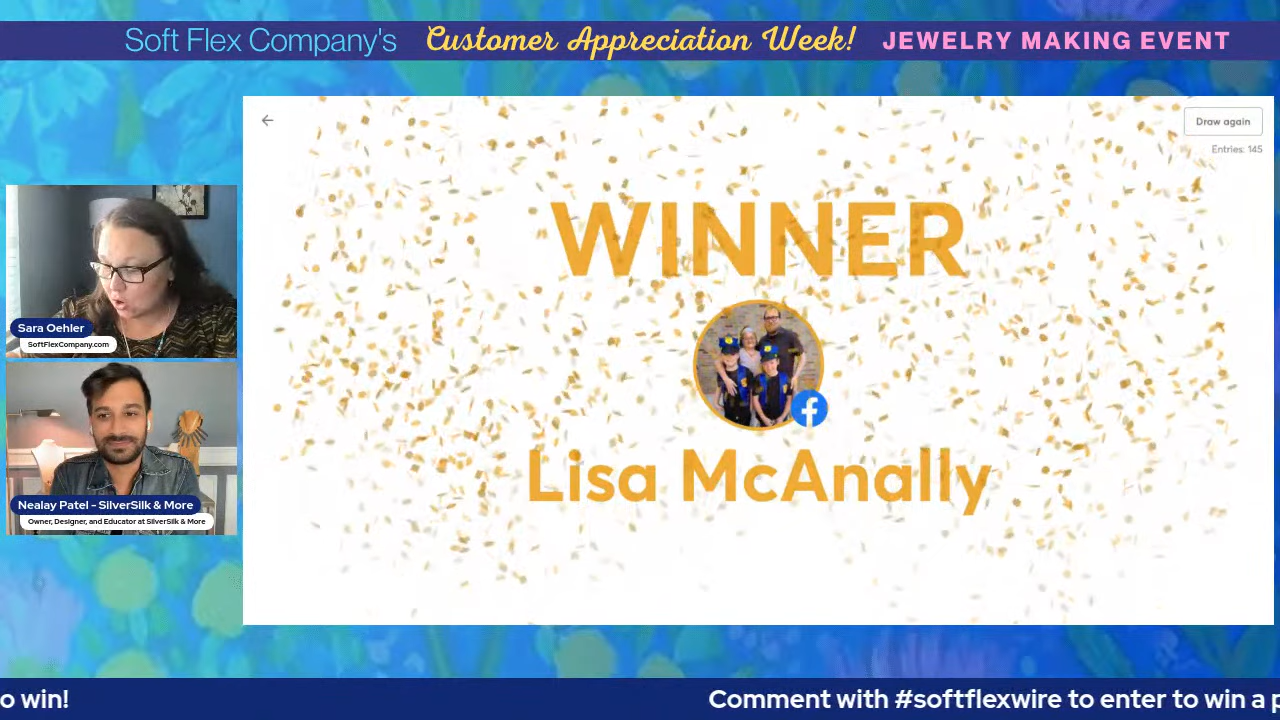 Soft Flex Company's Customer Appreciation Week! JEWELRY MAKING EVENT
Draw again
Entries: 145
WINNER
Lisa McAnally
Sara Oehler
SoftFlexCompany.com
Nealay Patel - SilverSilk & More
Owner, Designer, and Educator at SilverSilk & More
o win! Comment with #softflexwire to enter to win a p